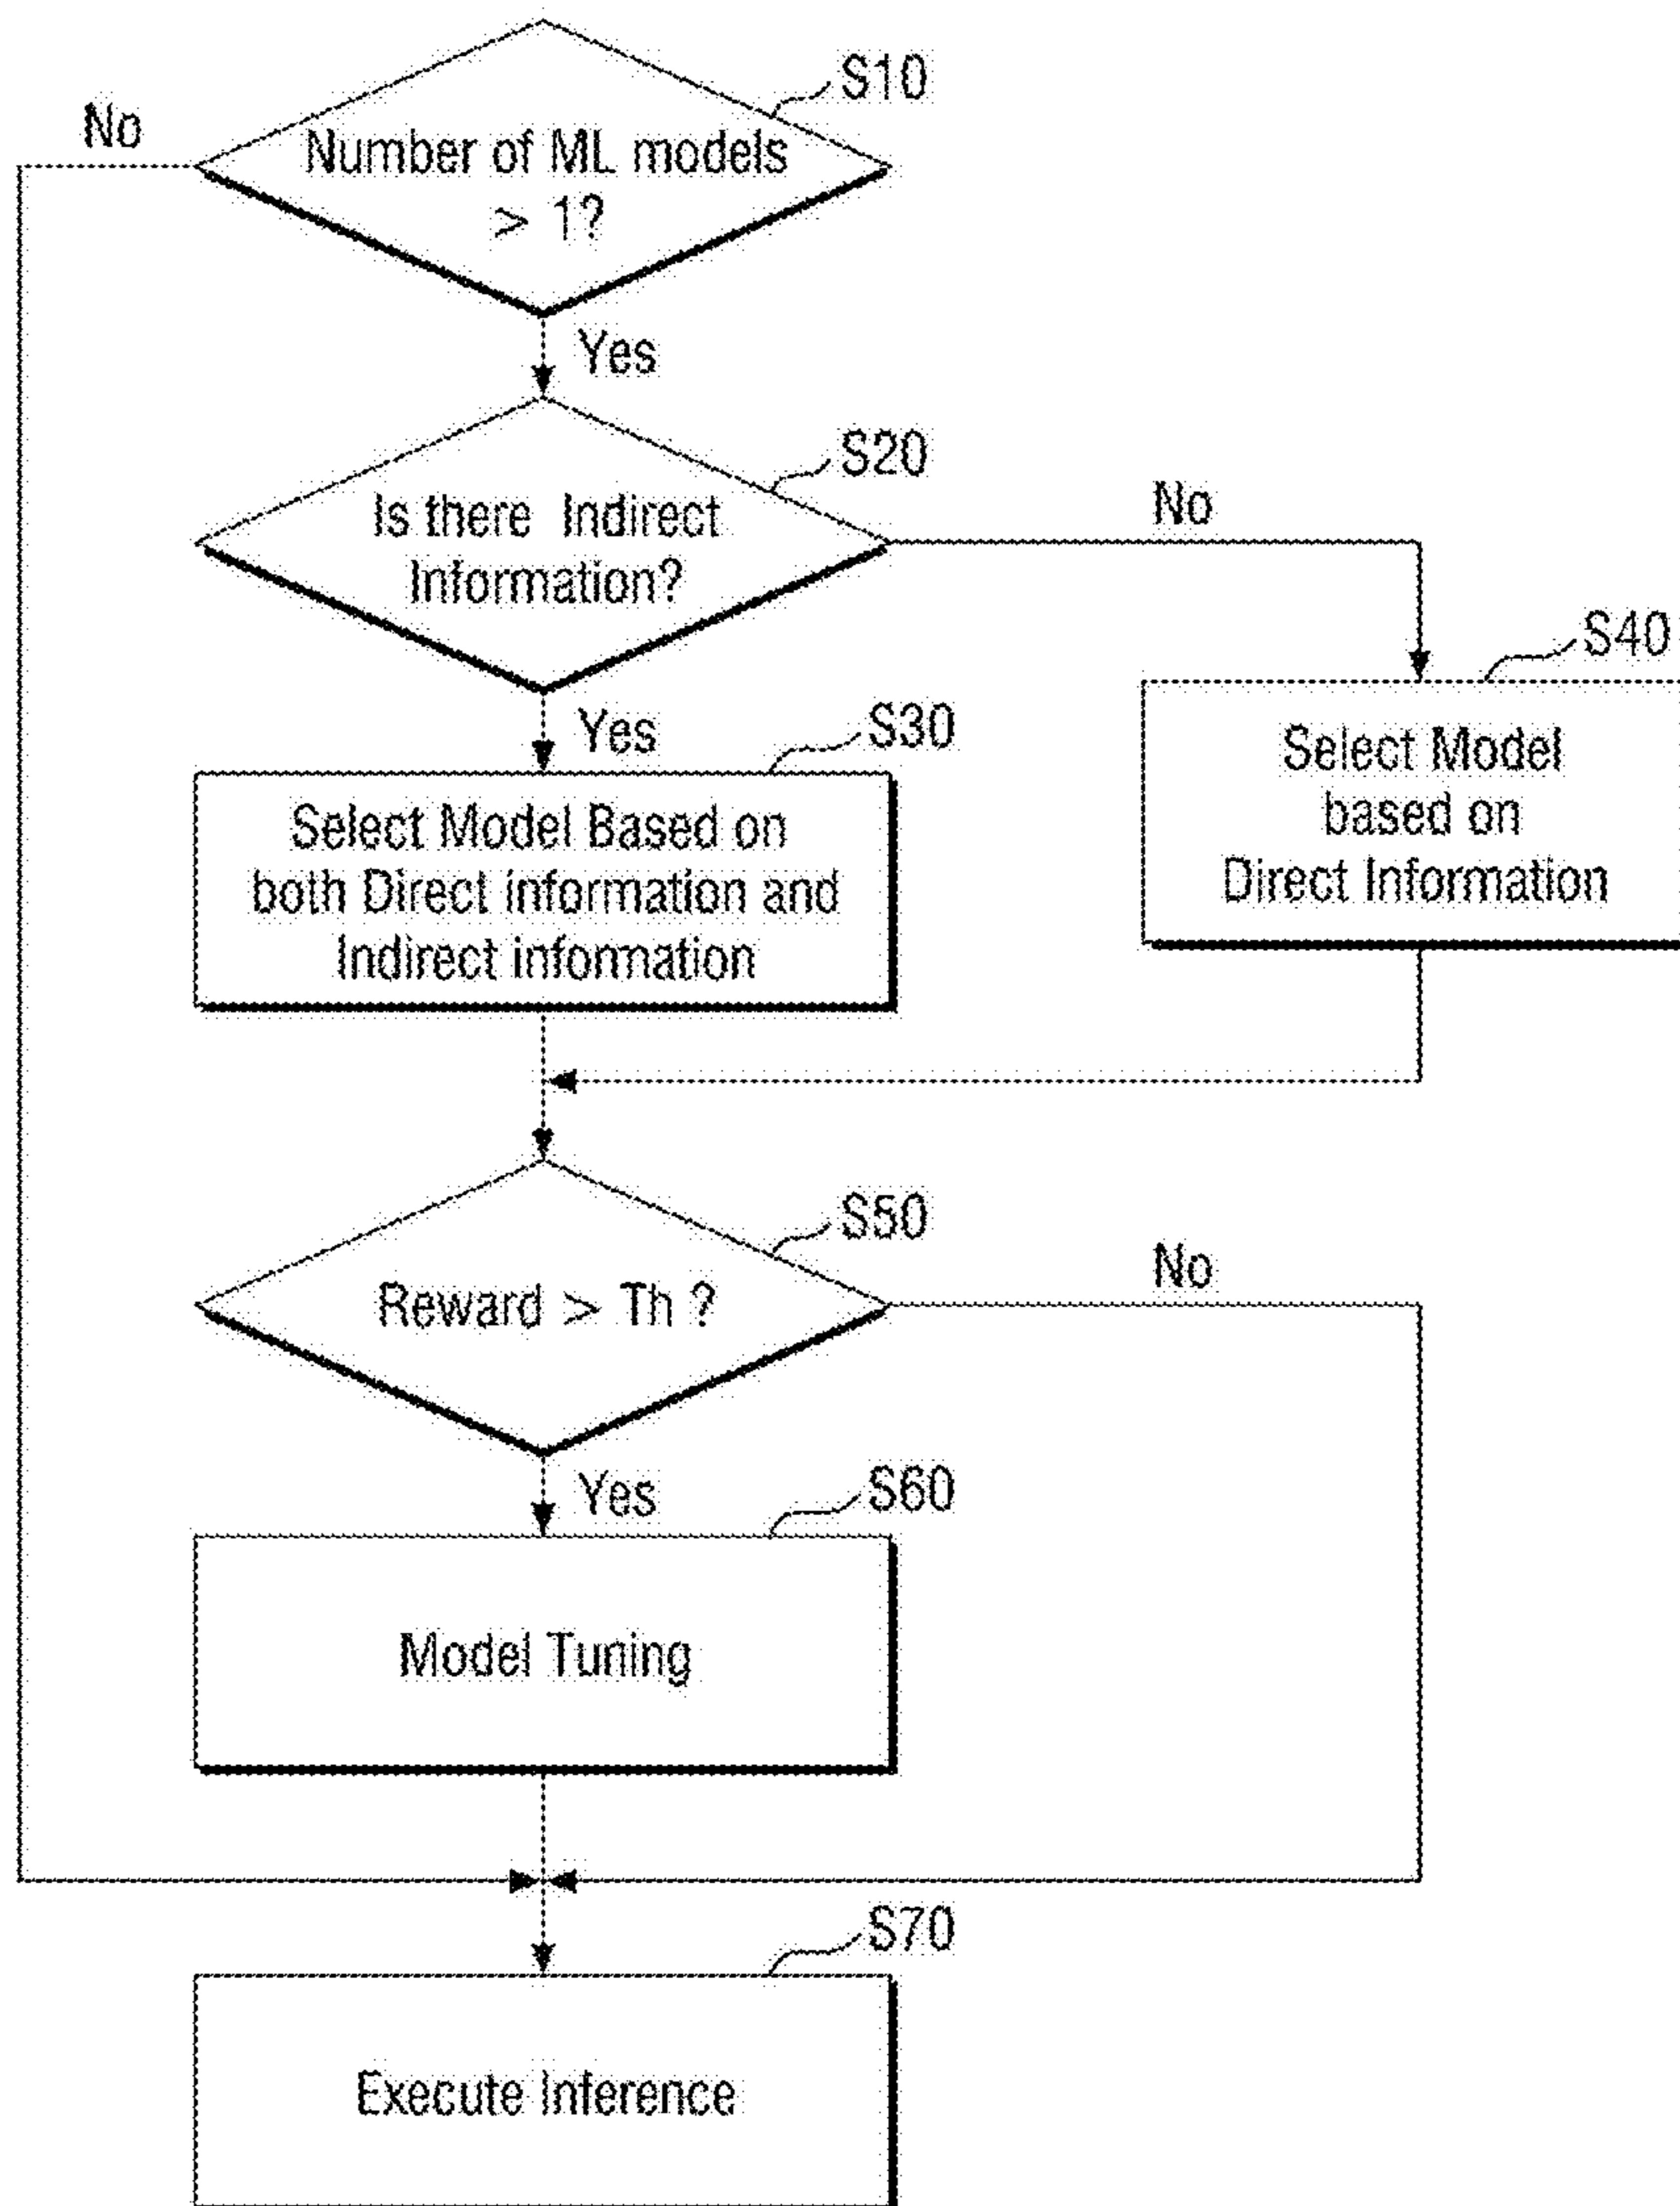 S10
No
Number of ML models
> 1?
Yes
S20
Is there Indirect
Information?
No
S40
Yes
S30
Select Model
based on
Direct Information
Select Model Based on
both Direct information and
Indirect information
S50
No
Reward > Th ?
Yes
S60
Model Tuning
S70
Execute Inference